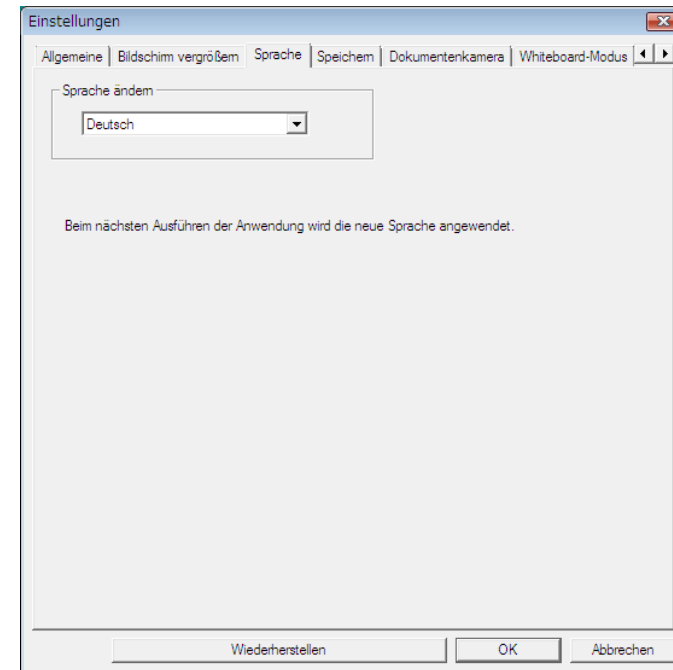 Einstellungen
Allgemeine Bildschirm vergrößern Sprache Speichern Dokumentenkamera Whiteboard-Modus
Sprache ändern
Deutsch
Beim nächsten Ausführen der Anwendung wird die neue Sprache angewendet.
Wiederherstellen OK Abbrechen